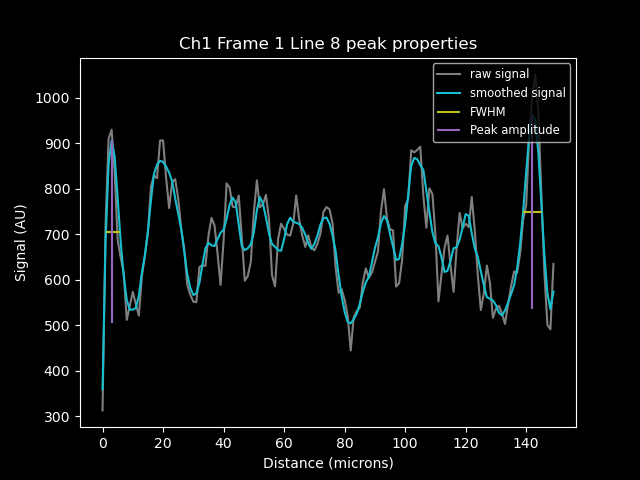 Ch1 Frame 1 Line 8 peak properties
raw signal
smoothed signal
FWHM
Peak amplitude
1000
900
800
700
600
500
400
300
Signal (AU)
0 20 40 60 80 100 120 140
Distance (microns)